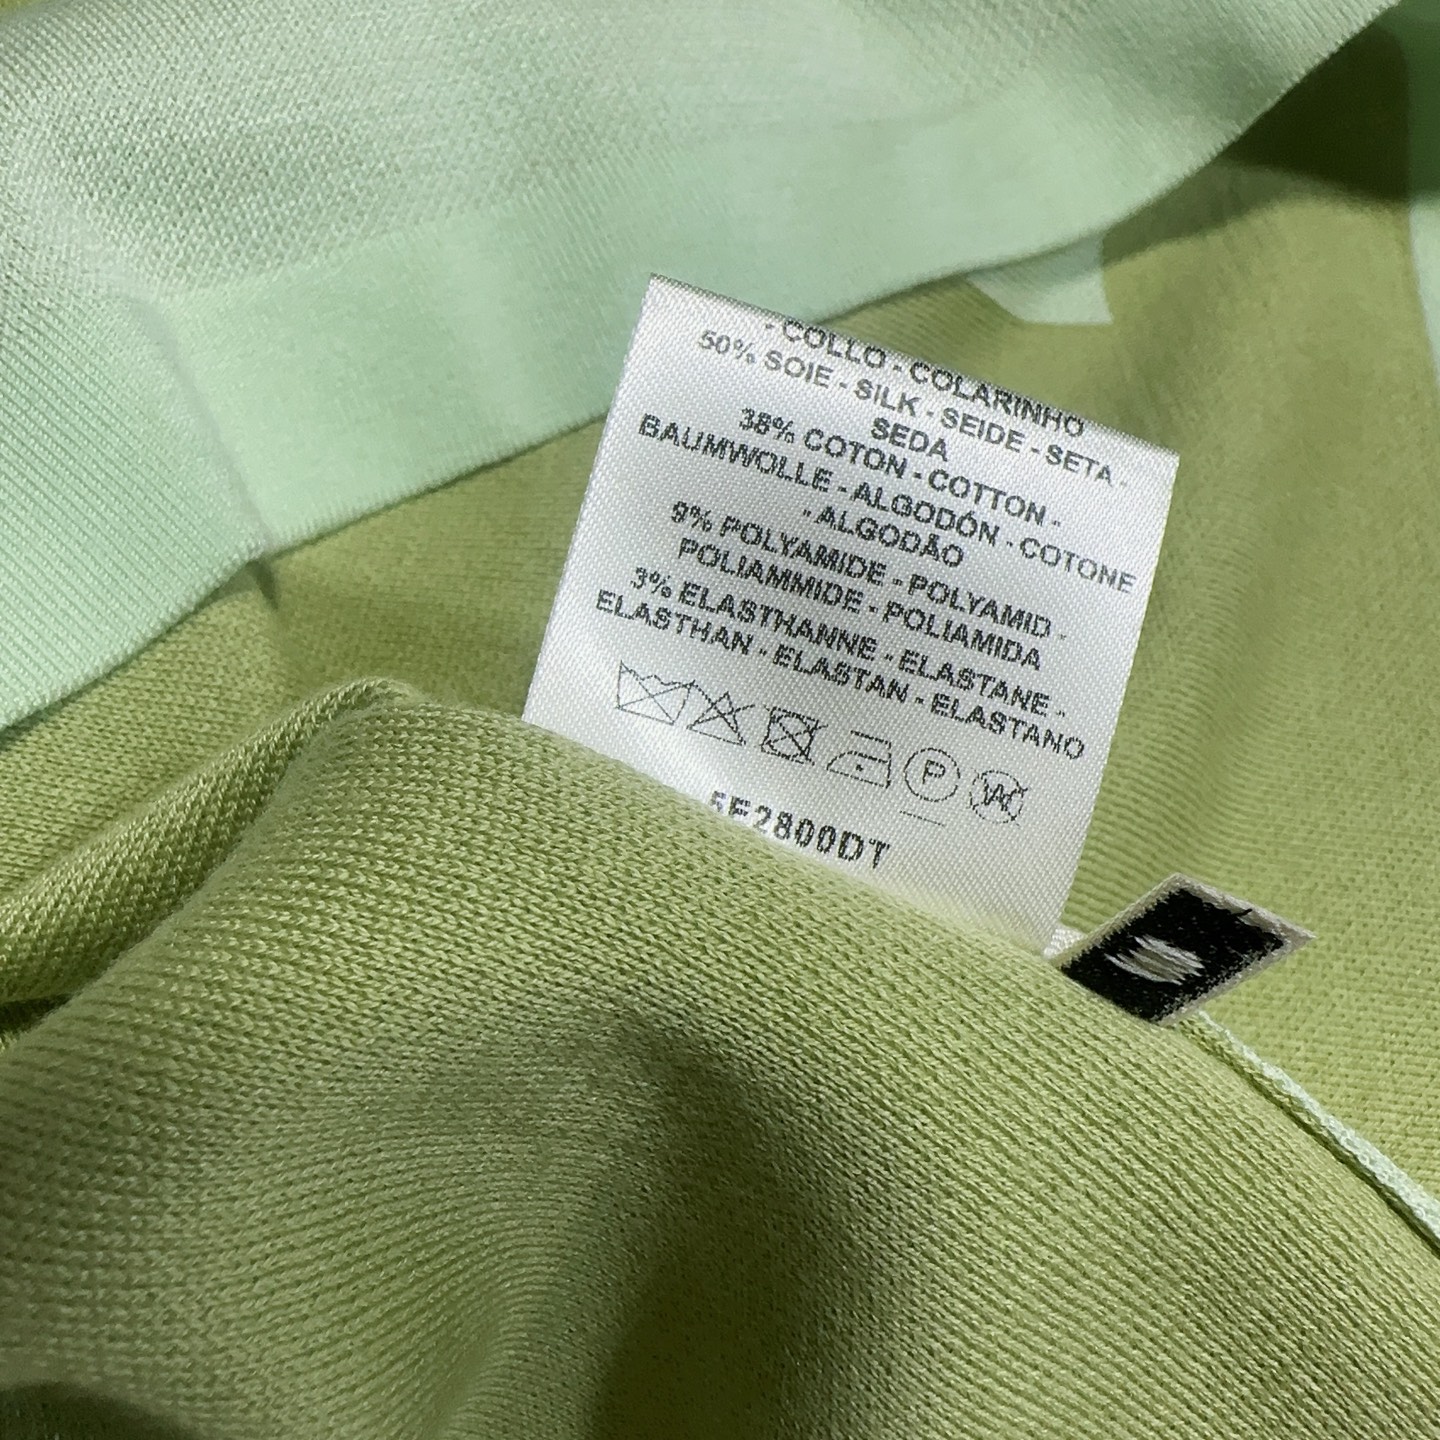 - COLLO - COLARINHO
50% SOIE - SILK - SEIDE - SETA -
SEDA
38% COTON - COTTON -
BAUMWOLLE - ALGODÓN - COTONE
- ALGODÃO
9% POLYAMIDE - POLYAMID -
POLIAMMIDE - POLIAMIDA
3% ELASTHANNE - ELASTANE -
ELASTHAN - ELASTAN - ELASTANO
P W
5E2800DT